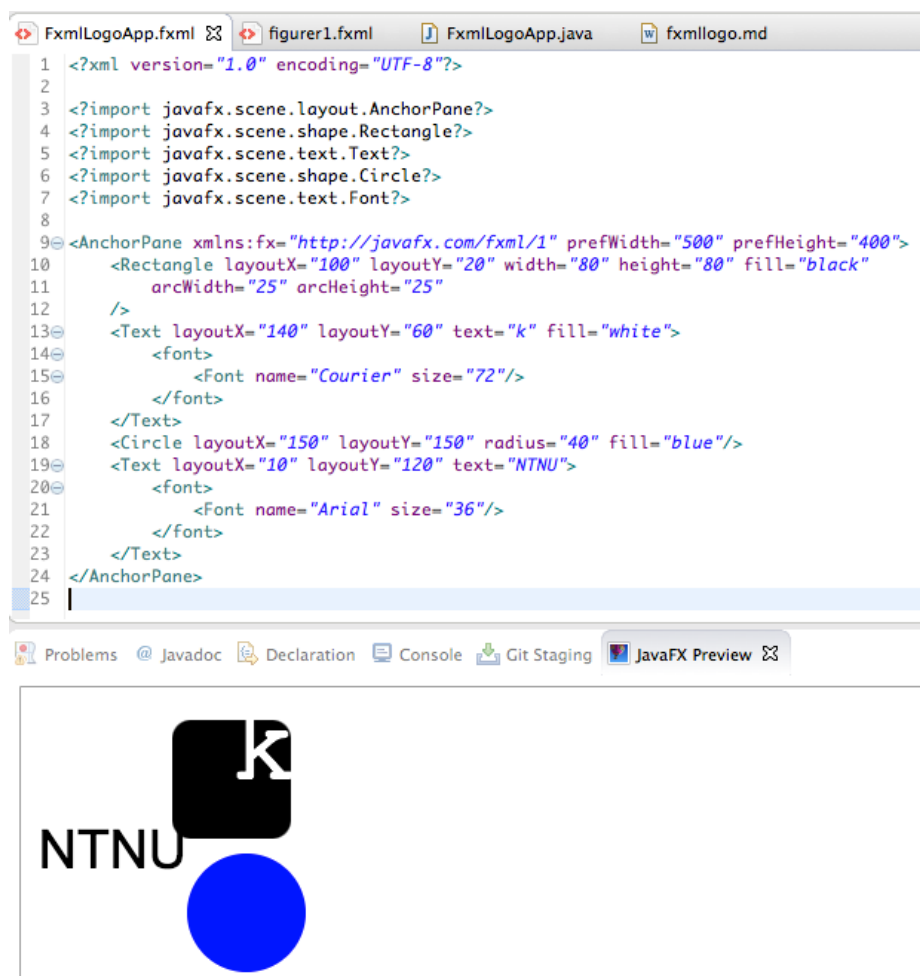 FxmlLogoApp.fxml figurer1.fxml FxmlLogoApp.java fxmllogo.md
1 <?xml version="1.0" encoding="UTF-8"?>
2
3 <?import javafx.scene.layout.AnchorPane?>
4 <?import javafx.scene.shape.Rectangle?>
5 <?import javafx.scene.text.Text?>
6 <?import javafx.scene.shape.Circle?>
7 <?import javafx.scene.text.Font?>
8
9 <AnchorPane xmlns:fx="http://javafx.com/fxml/1" prefWidth="500" prefHeight="400">
10     <Rectangle layoutX="100" layoutY="20" width="80" height="80" fill="black"
11         arcWidth="25" arcHeight="25"
12     />
13     <Text layoutX="140" layoutY="60" text="k" fill="white">
14         <font>
15             <Font name="Courier" size="72"/>
16         </font>
17     </Text>
18     <Circle layoutX="150" layoutY="150" radius="40" fill="blue"/>
19     <Text layoutX="10" layoutY="120" text="NTNU">
20         <font>
21             <Font name="Arial" size="36"/>
22         </font>
23     </Text>
24 </AnchorPane>
25
Problems @ Javadoc Declaration Console Git Staging JavaFX Preview
k
NTNU